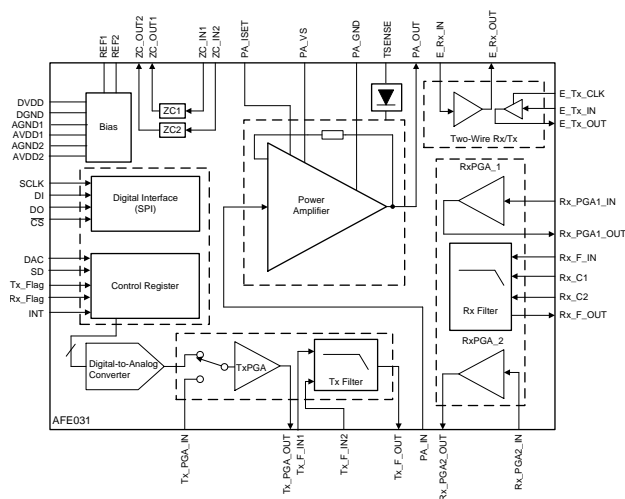 REF1
REF2
ZC_OUT2
ZC_OUT1
ZC_IN1
ZC_IN2
PA_ISET
PA_VS
PA_GND
TSENSE
PA_OUT
E_Rx_IN
E_Rx_OUT
DVDD
DGND
AGND1
AVDD1
AGND2
AVDD2
Bias
ZC1
ZC2
E_Tx_CLK
E_Tx_IN
E_Tx_OUT
Two-Wire Rx/Tx
SCLK
DI
DO
CS
Digital Interface
(SPI)
Power
Amplifier
RxPGA_1
Rx_PGA1_IN
Rx_PGA1_OUT
DAC
SD
Tx_Flag
Rx_Flag
INT
Control Register
Rx_F_IN
Rx_C1
Rx_C2
Rx_F_OUT
Rx Filter
RxPGA_2
Digital-to-Analog
Converter
TxPGA
Tx Filter
AFE031
Tx_PGA_IN
Tx_PGA_OUT
Tx_F_IN1
Tx_F_IN2
Tx_F_OUT
PA_IN
Rx_PGA2_OUT
Rx_PGA2_IN